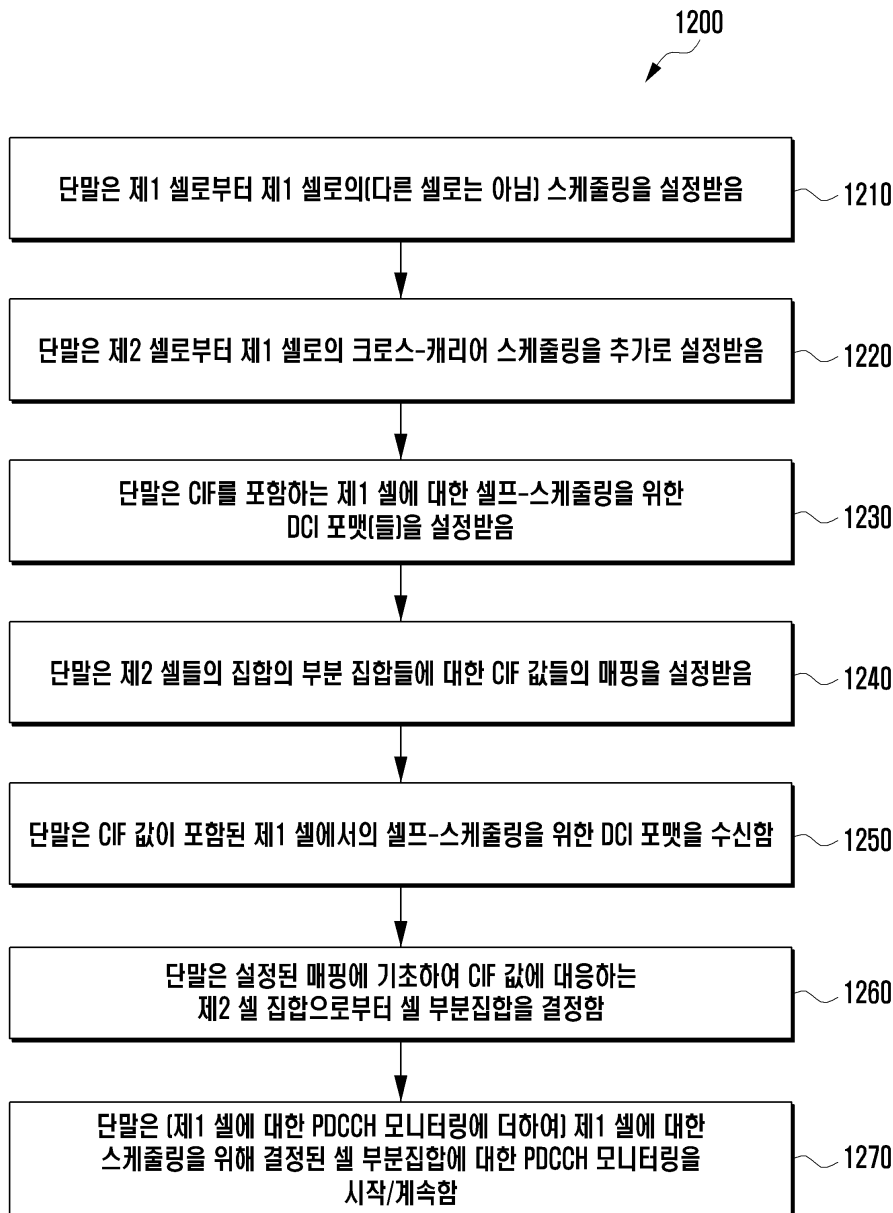 1200
단말은 제1 셀로부터 제1 셀로의(다른 셀로는 아님) 스케줄링을 설정받음
1210
단말은 제2 셀로부터 제1 셀로의 크로스-캐리어 스케줄링을 추가로 설정받음
1220
단말은 CIF를 포함하는 제1 셀에 대한 셀프-스케줄링을 위한
DCI 포맷(들)을 설정받음
1230
단말은 제2 셀들의 집합의 부분 집합들에 대한 CIF 값들의 매핑을 설정받음
1240
단말은 CIF 값이 포함된 제1 셀에서의 셀프-스케줄링을 위한 DCI 포맷을 수신함
1250
단말은 설정된 매핑에 기초하여 CIF 값에 대응하는
제2 셀 집합으로부터 셀 부분집합을 결정함
1260
단말은 (제1 셀에 대한 PDCCH 모니터링에 더하여) 제1 셀에 대한
스케줄링을 위해 결정된 셀 부분집합에 대한 PDCCH 모니터링을
시작/계속함
1270